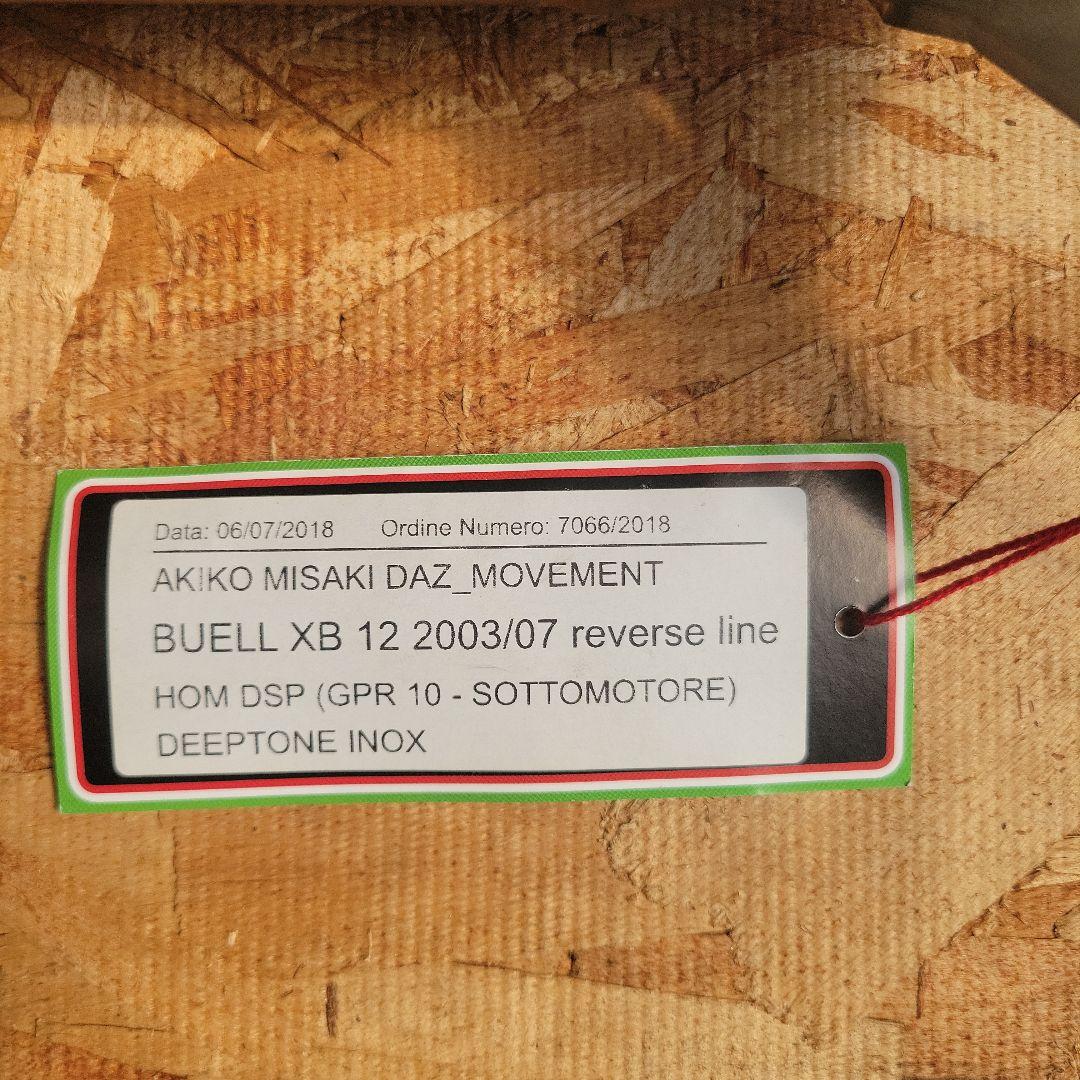 Data: 06/07/2018 Ordine Numero: 7066/2018
AKIKO MISAKI DAZ_MOVEMENT
BUELL XB 12 2003/07 reverse line
HOM DSP (GPR 10 - SOTTOMOTORE)
DEEPTONE INOX